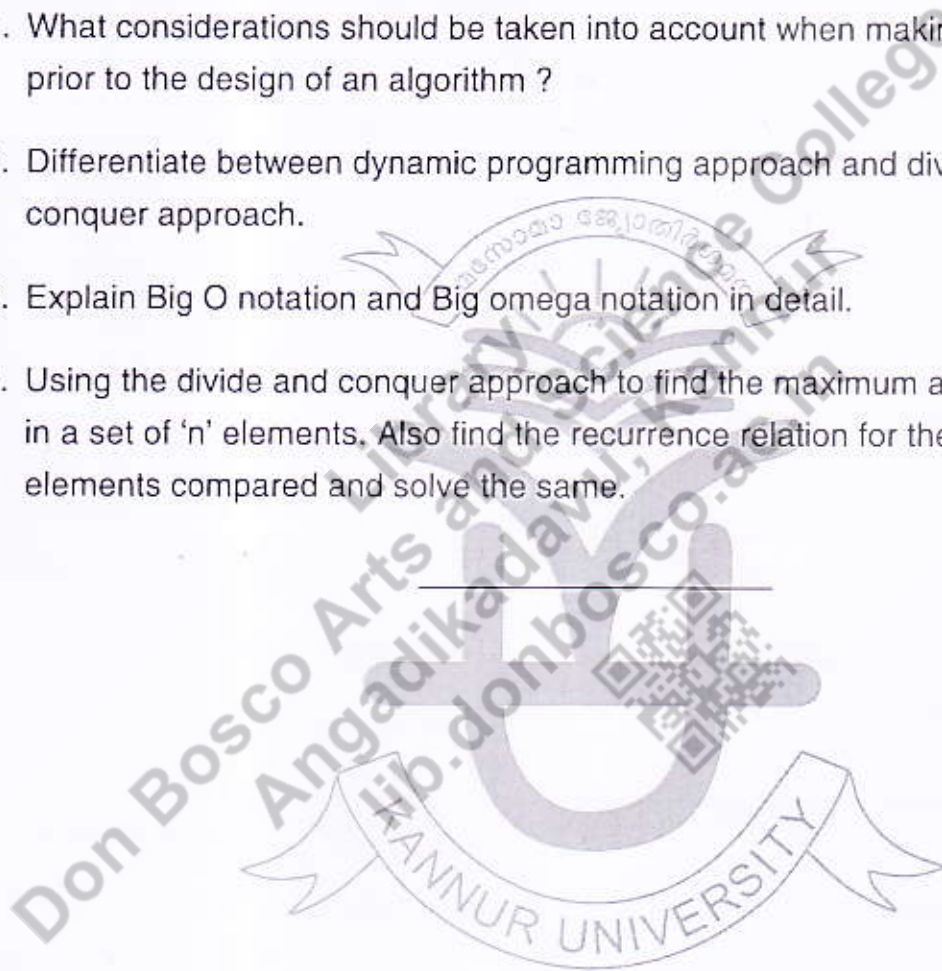 . What considerations should be taken into account when makin
prior to the design of an algorithm ?
. Differentiate between dynamic programming approach and div
conquer approach.
. Explain Big O notation and Big omega notation in detail.
. Using the divide and conquer approach to find the maximum a
in a set of ‘n’ elements. Also find the recurrence relation for the
elements compared and solve the same.
Library
Don Bosco Arts and Science College
Angadikadavu, Kannur
lib.donbosco.ac.in
KANNUR UNIVERSITY